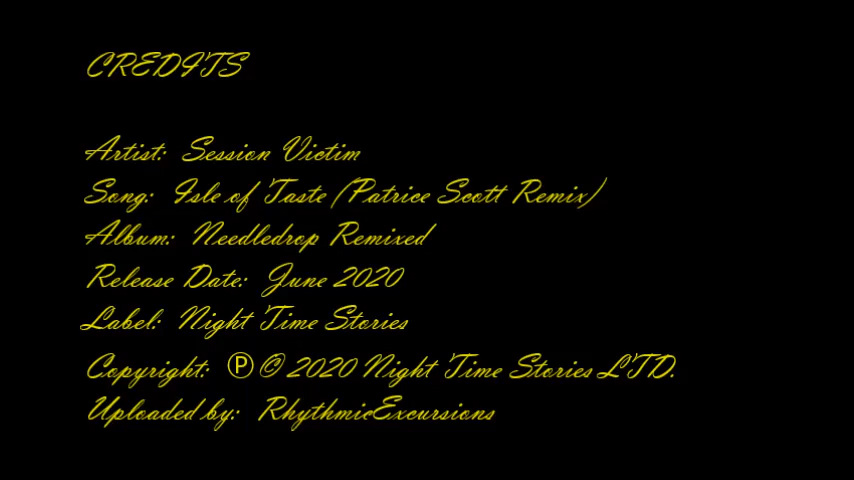 CREDITS
Artist: Session Victim
Song: Isle of Taste (Patrice Scott Remix)
Album: Needledrop Remixed
Release Date: June 2020
Label: Night Time Stories
Copyright: ℗ © 2020 Night Time Stories LTD.
Uploaded by: RhythmicExcursions